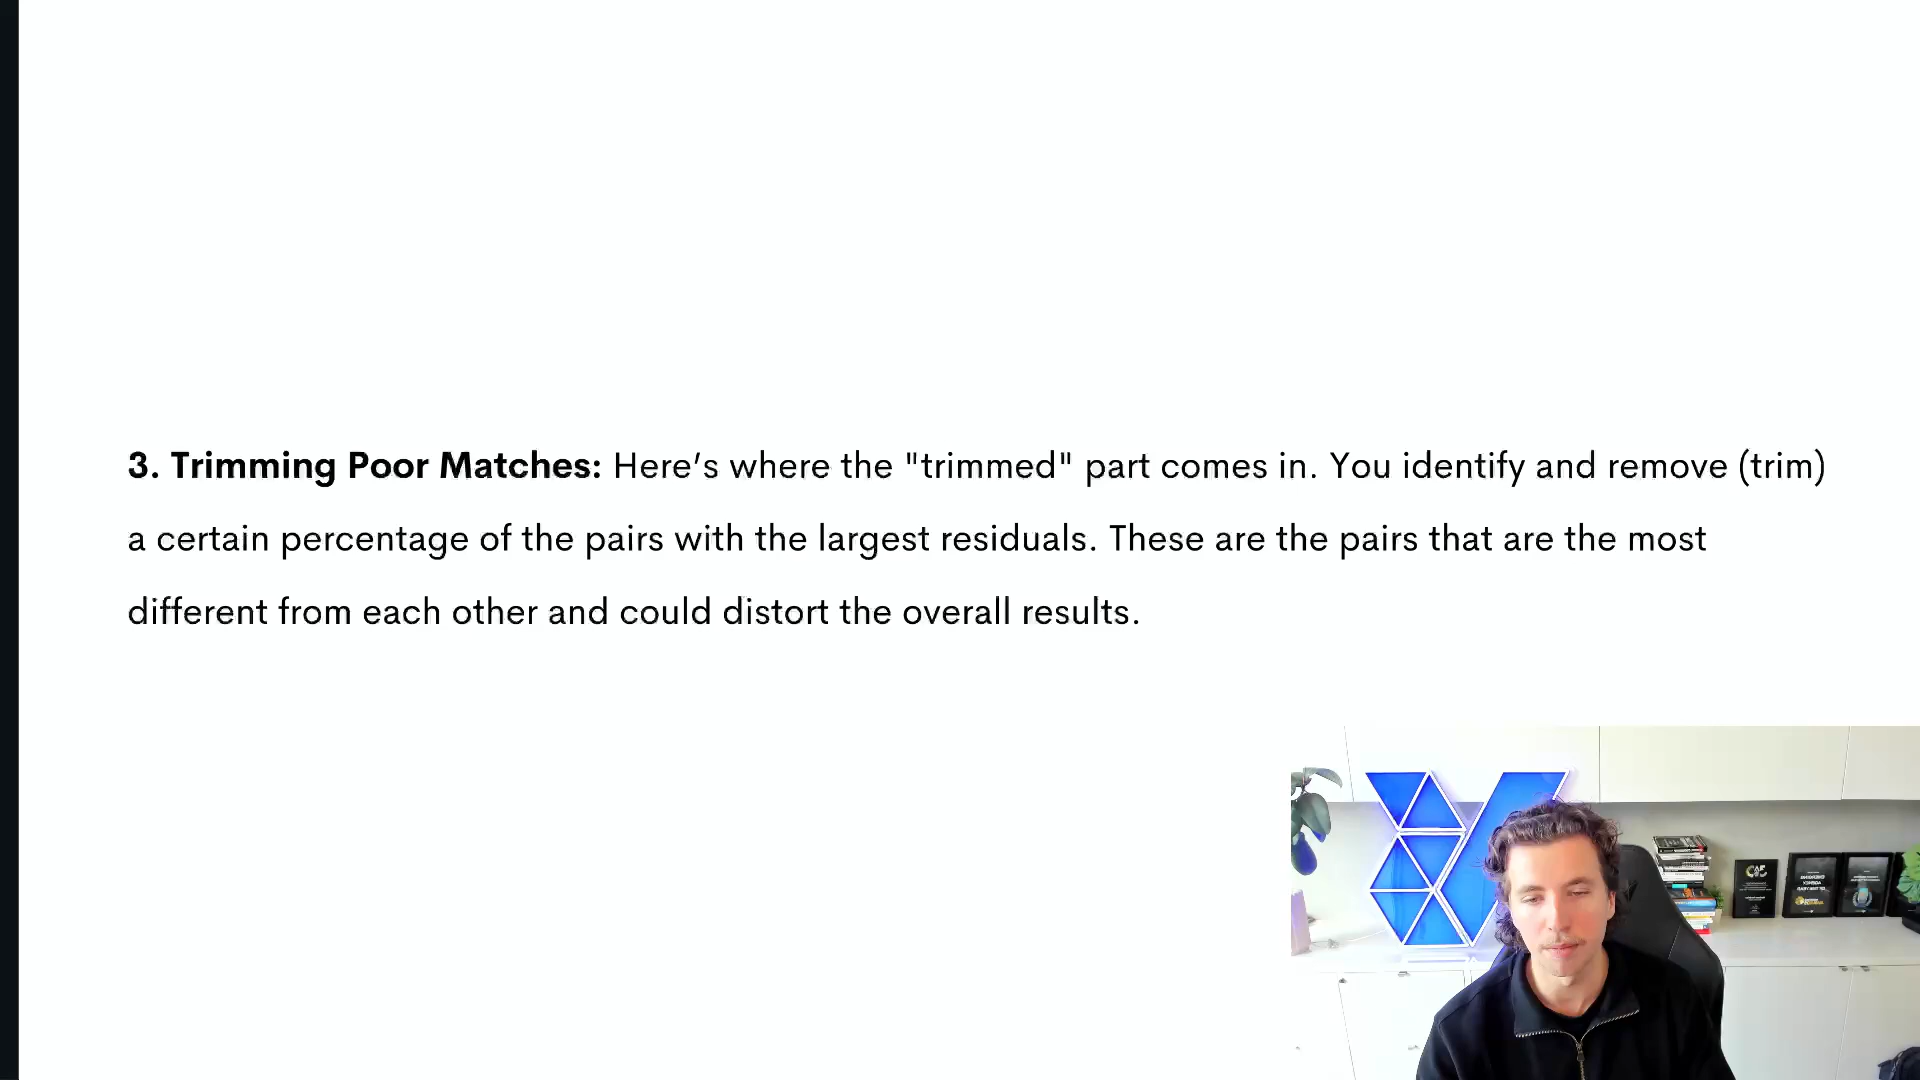 3. Trimming Poor Matches: Here’s where the "trimmed" part comes in. You identify and remove (trim)
a certain percentage of the pairs with the largest residuals. These are the pairs that are the most
different from each other and could distort the overall results.